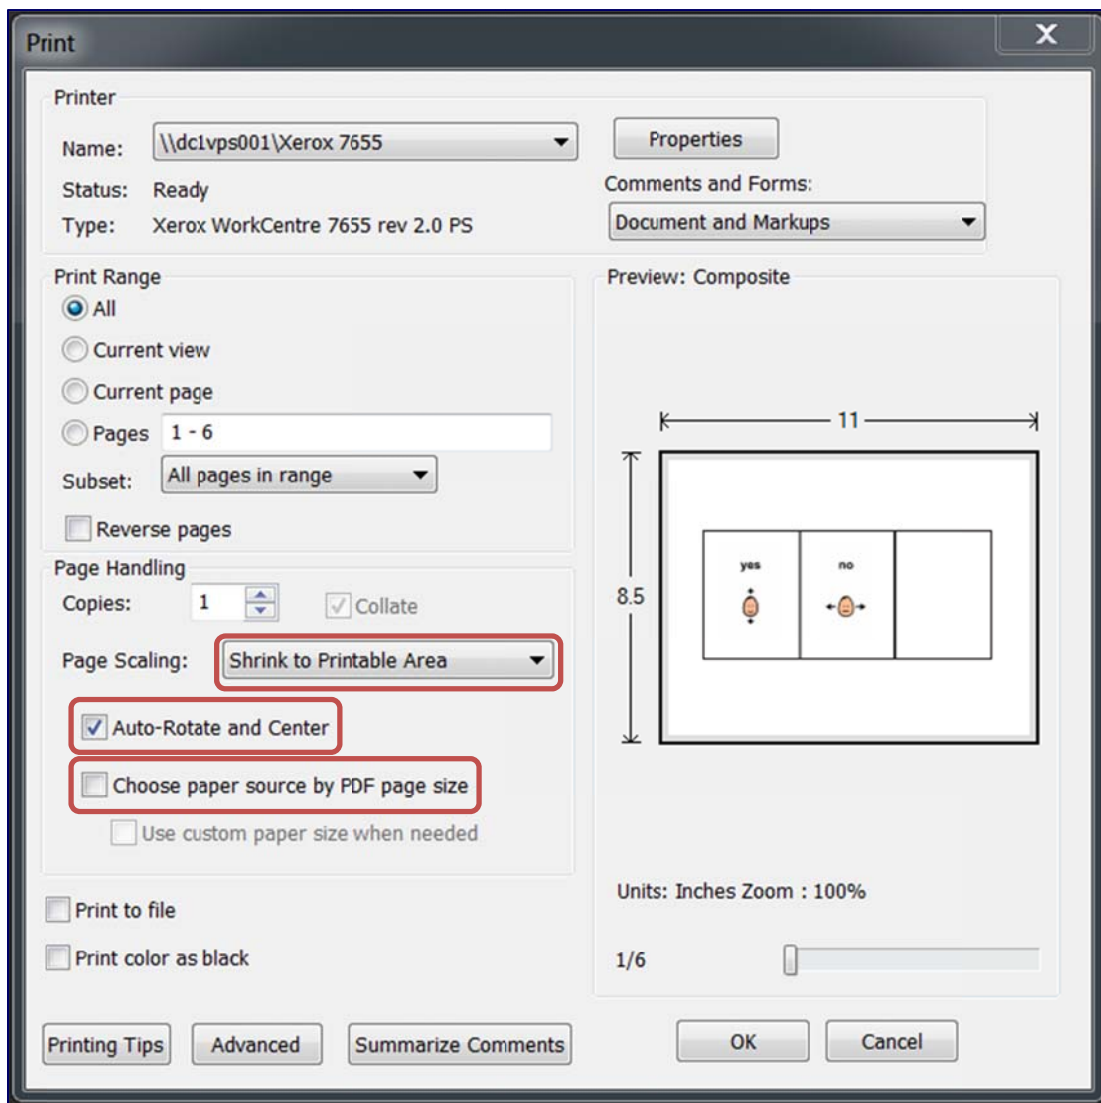 Print
X
Printer
Name: \\dc1vps001\Xerox 7655
Properties
Status: Ready
Comments and Forms:
Type: Xerox WorkCentre 7655 rev 2.0 PS
Document and Markups
Print Range
All
Current view
Current page
Pages 1 - 6
Subset: All pages in range
Reverse pages
Page Handling
Copies: 1 Collate
Page Scaling: Shrink to Printable Area
Auto-Rotate and Center
Choose paper source by PDF page size
Use custom paper size when needed
Print to file
Print color as black
Preview: Composite
11
8.5
yes no
Units: Inches Zoom : 100%
1/6
Printing Tips Advanced Summarize Comments OK Cancel